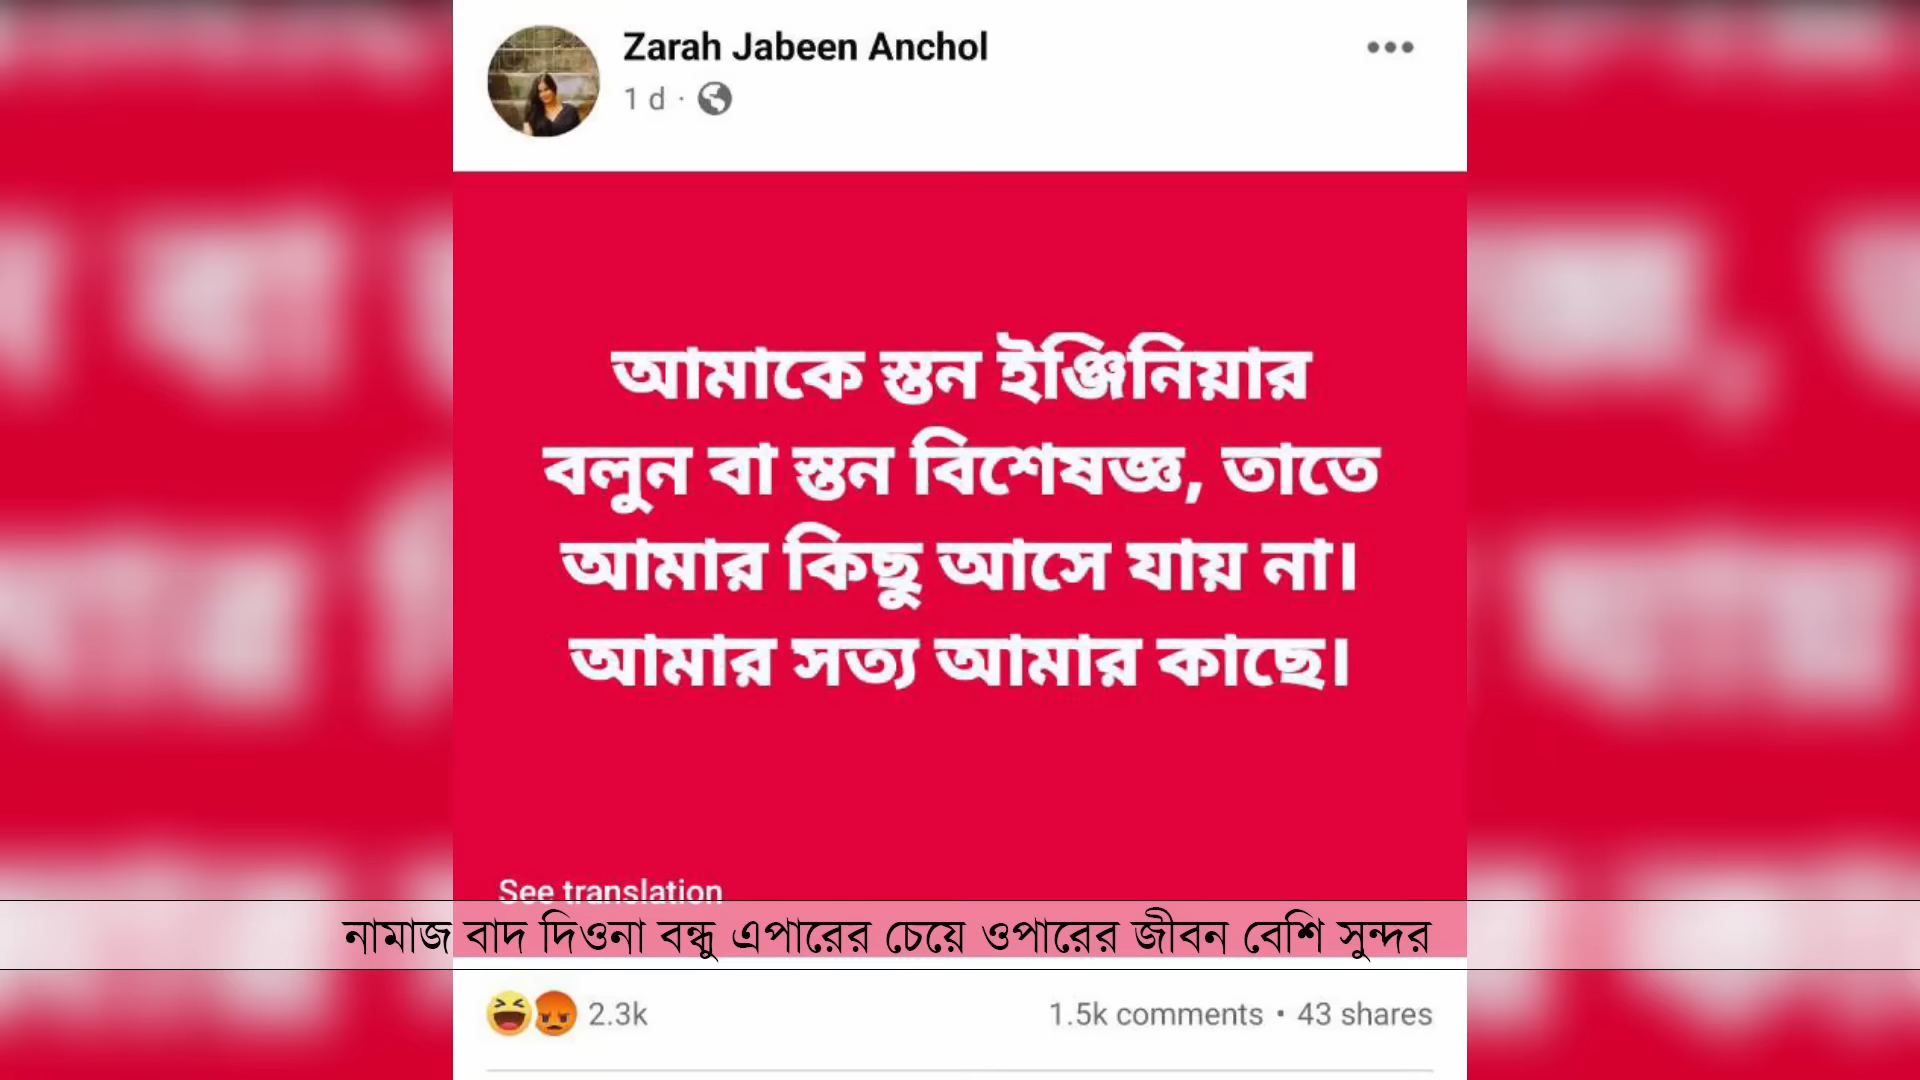 Zarah Jabeen Anchol
1 d ·
আমাকে স্তন ইঞ্জিনিয়ার
বলুন বা স্তন বিশেষজ্ঞ, তাতে
আমার কিছু আসে যায় না।
আমার সত্য আমার কাছে।
See translation
নামাজ বাদ দিওনা বন্ধু এপারের চেয়ে ওপারের জীবন বেশি সুন্দর
2.3k 1.5k comments • 43 shares